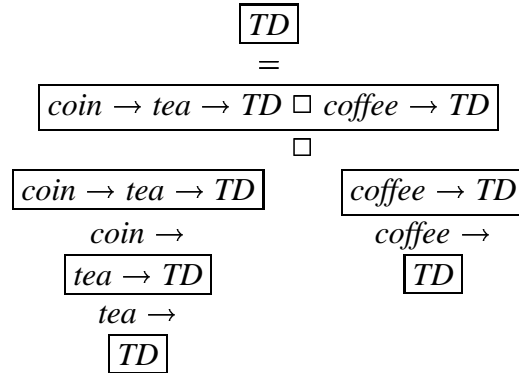 TD
=
coin → tea → TD □ coffee → TD
□
coin → tea → TD coffee → TD
coin → coffee →
tea → TD TD
tea →
TD